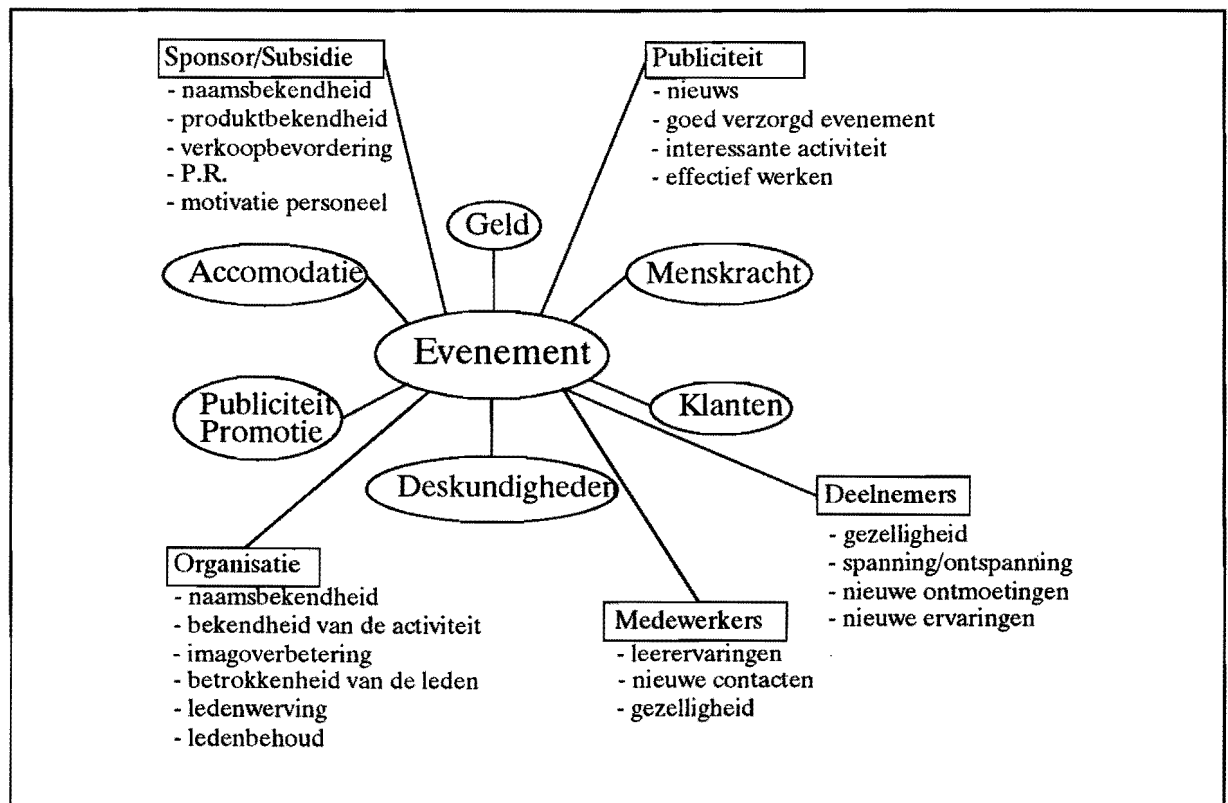 Sponsor/Subsidie
- naamsbekendheid
- produktbekendheid
- verkoopbevordering
- P.R.
- motivatie personeel
Publiciteit
- nieuws
- goed verzorgd evenement
- interessante activiteit
- effectief werken
Geld
Accomodatie
Menskracht
Evenement
Publiciteit
Promotie
Klanten
Deskundigheden
Deelnemers
- gezelligheid
- spanning/ontspanning
- nieuwe ontmoetingen
- nieuwe ervaringen
Organisatie
- naamsbekendheid
- bekendheid van de activiteit
- imagoverbetering
- betrokkenheid van de leden
- ledenwerving
- ledenbehoud
Medewerkers
- leerervaringen
- nieuwe contacten
- gezelligheid